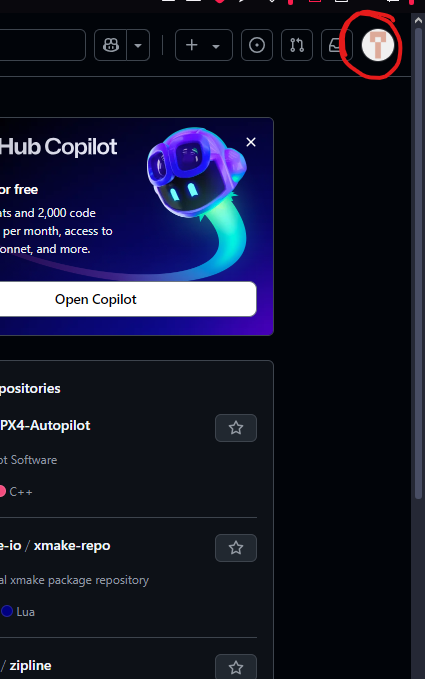 Hub Copilot
or free
ats and 2,000 code
per month, access to
onnet, and more.
Open Copilot
positories
PX4-Autopilot
ot Software
C++
e-io / xmake-repo
al xmake package repository
Lua
/ zipline